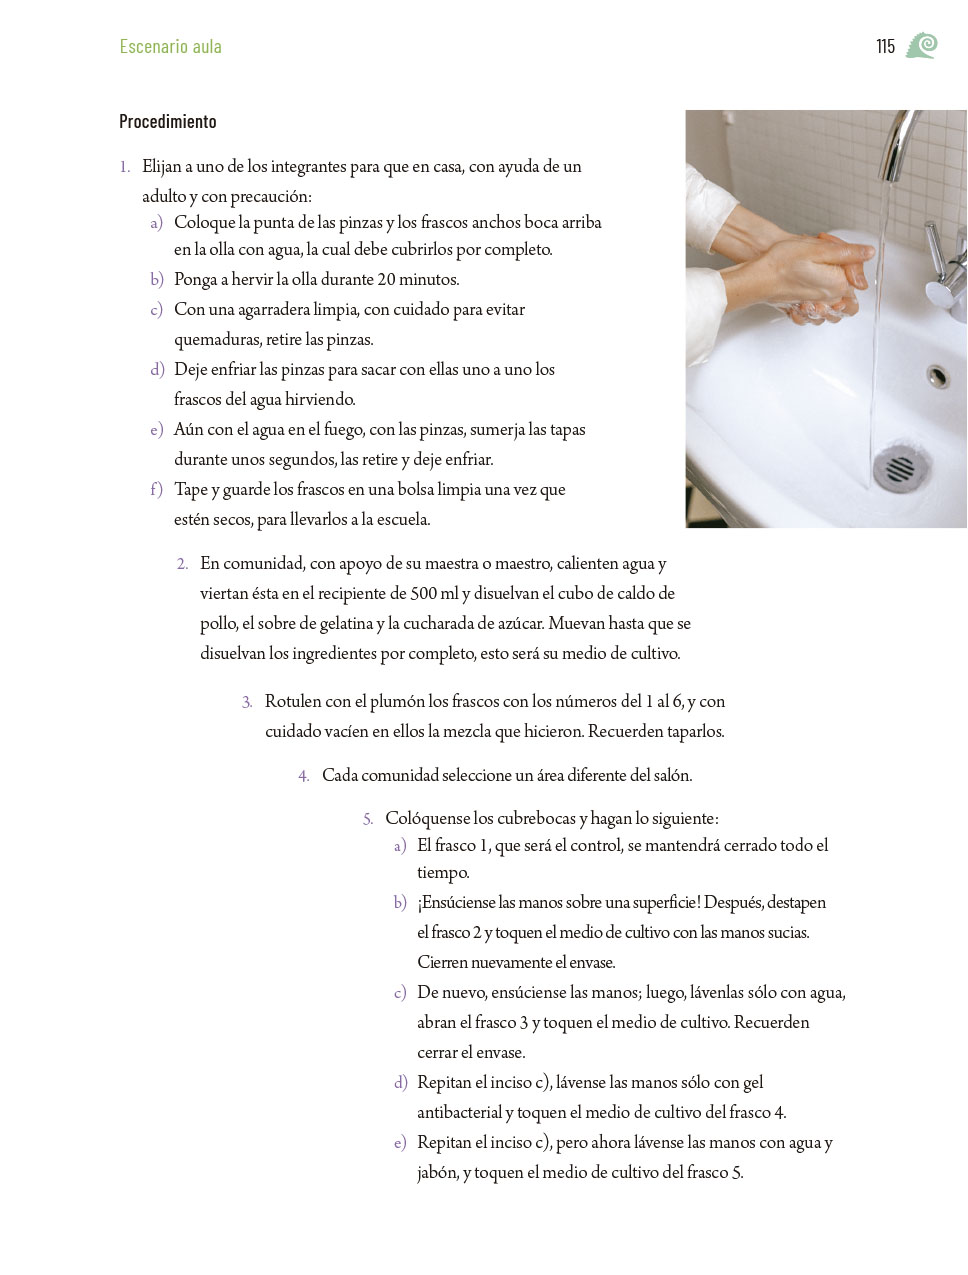 Escenario aula
115
Procedimiento
1. Elijan a uno de los integrantes para que en casa, con ayuda de un
adulto y con precaución:
a) Coloque la punta de las pinzas y los frascos anchos boca arriba
en la olla con agua, la cual debe cubrirlos por completo.
b) Ponga a hervir la olla durante 20 minutos.
c) Con una agarradera limpia, con cuidado para evitar
quemaduras, retire las pinzas.
d) Deje enfriar las pinzas para sacar con ellas uno a uno los
frascos del agua hirviendo.
e) Aún con el agua en el fuego, con las pinzas, sumerja las tapas
durante unos segundos, las retire y deje enfriar.
f) Tape y guarde los frascos en una bolsa limpia una vez que
estén secos, para llevarlos a la escuela.
2. En comunidad, con apoyo de su maestra o maestro, calienten agua y
viertan ésta en el recipiente de 500 ml y disuelvan el cubo de caldo de
pollo, el sobre de gelatina y la cucharada de azúcar. Muevan hasta que se
disuelvan los ingredientes por completo, esto será su medio de cultivo.
3. Rotulen con el plumón los frascos con los números del 1 al 6, y con
cuidado vacíen en ellos la mezcla que hicieron. Recuerden taparlos.
4. Cada comunidad seleccione un área diferente del salón.
5. Colóquense los cubrebocas y hagan lo siguiente:
a) El frasco 1, que será el control, se mantendrá cerrado todo el
tiempo.
b) ¡Ensúciense las manos sobre una superficie! Después, destapen
el frasco 2 y toquen el medio de cultivo con las manos sucias.
Cierren nuevamente el envase.
c) De nuevo, ensúciense las manos; luego, lávenlas sólo con agua,
abran el frasco 3 y toquen el medio de cultivo. Recuerden
cerrar el envase.
d) Repitan el inciso c), lávense las manos sólo con gel
antibacterial y toquen el medio de cultivo del frasco 4.
e) Repitan el inciso c), pero ahora lávense las manos con agua y
jabón, y toquen el medio de cultivo del frasco 5.